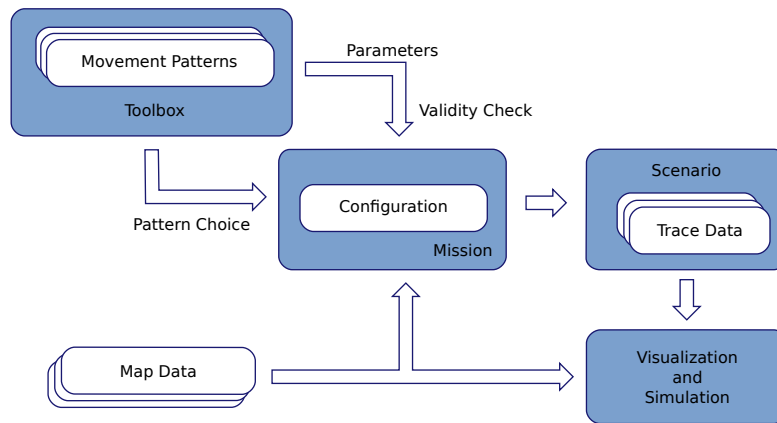 Movement Patterns
Toolbox
Parameters
Validity Check
Pattern Choice
Configuration
Mission
Scenario
Trace Data
Map Data
Visualization
and
Simulation